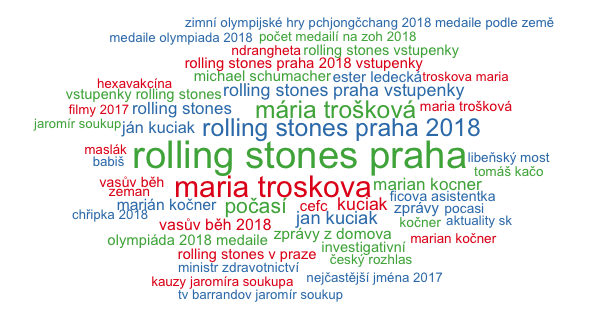 zimní olympijské hry pchjongčchang 2018 medaile podle země
medaile olympiada 2018 počet medailí na zoh 2018
ndrangheta rolling stones vstupenky
rolling stones praha 2018 vstupenky
hexavakcína michael schumacher ester ledecká troskova maria
vstupenky rolling stones rolling stones praha vstupenky
filmy 2017 rolling stones mária trošková maria trošková
jaromír soukup ján kuciak rolling stones praha 2018
maslák rolling stones praha libeňský most
babiš tomáš kačo
vasův běh maria troskova marian kocner
zeman ficova asistentka
marián kočner počasí cefc kuciak zprávy pocasi
chřipka 2018 jan kuciak kočner aktuality sk
vasův běh 2018 zprávy z domova marian kočner
olympiáda 2018 medaile investigativní
rolling stones v praze český rozhlas
ministr zdravotnictví
kauzy jaromíra soukupa nejčastější jména 2017
tv barrandov jaromír soukup